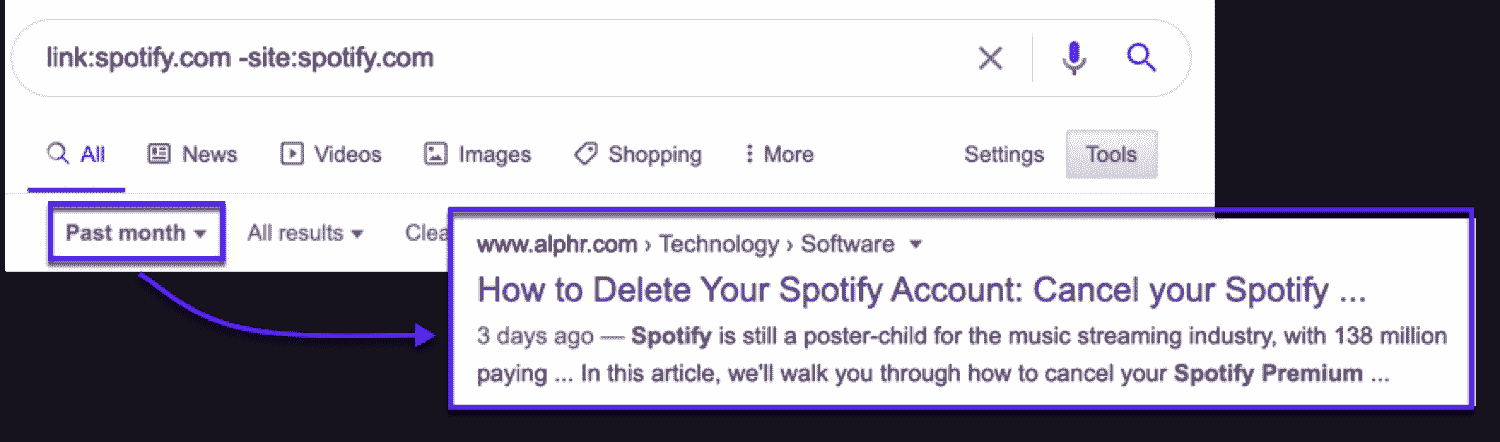 link:spotify.com -site:spotify.com
All News Videos Images Shopping More Settings Tools
Past month All results Clea
www.alphr.com › Technology › Software
How to Delete Your Spotify Account: Cancel your Spotify ...
3 days ago — Spotify is still a poster-child for the music streaming industry, with 138 million
paying ... In this article, we'll walk you through how to cancel your Spotify Premium ...